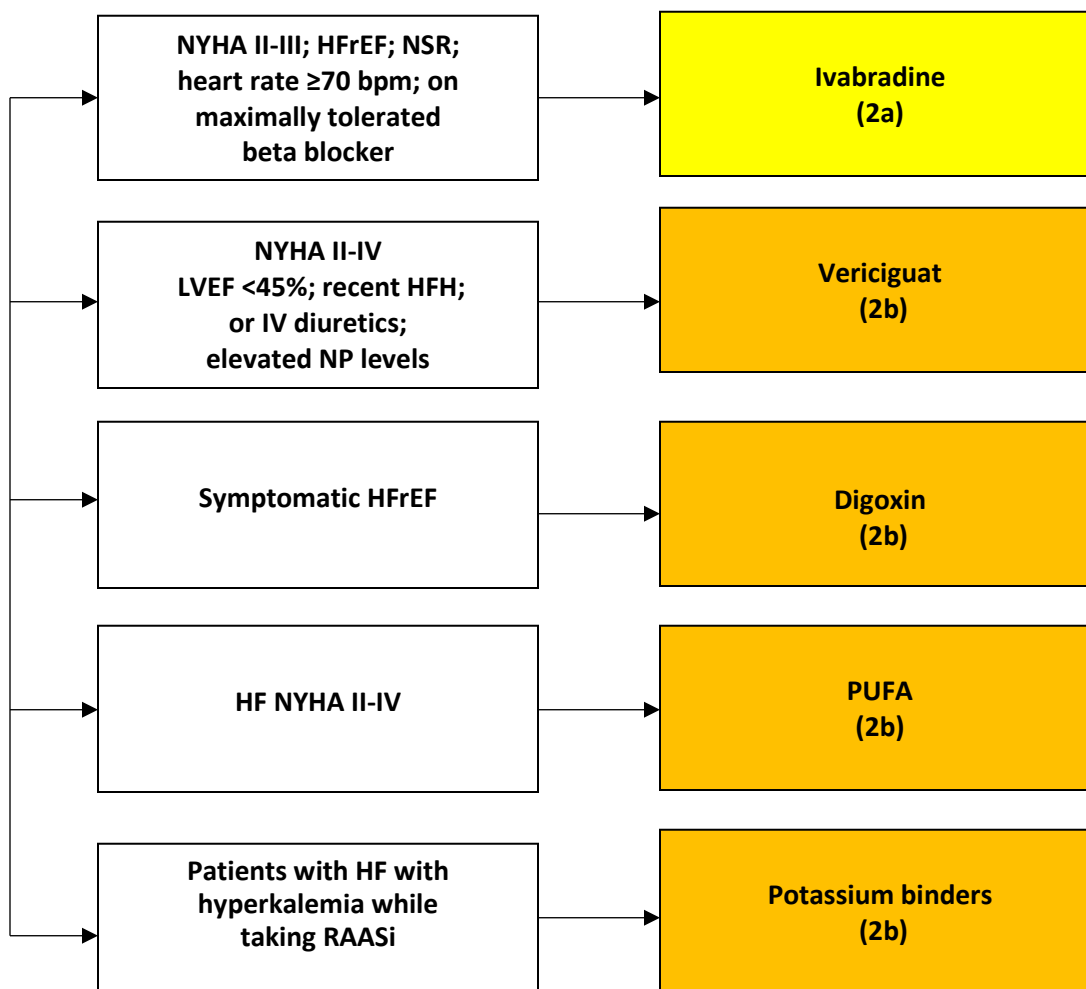 NYHA II-III; HFrEF; NSR;
heart rate ≥70 bpm; on
maximally tolerated
beta blocker
Ivabradine
(2a)
NYHA II-IV
LVEF <45%; recent HFH;
or IV diuretics;
elevated NP levels
Vericiguat
(2b)
Symptomatic HFrEF
Digoxin
(2b)
HF NYHA II-IV
PUFA
(2b)
Patients with HF with
hyperkalemia while
taking RAASi
Potassium binders
(2b)